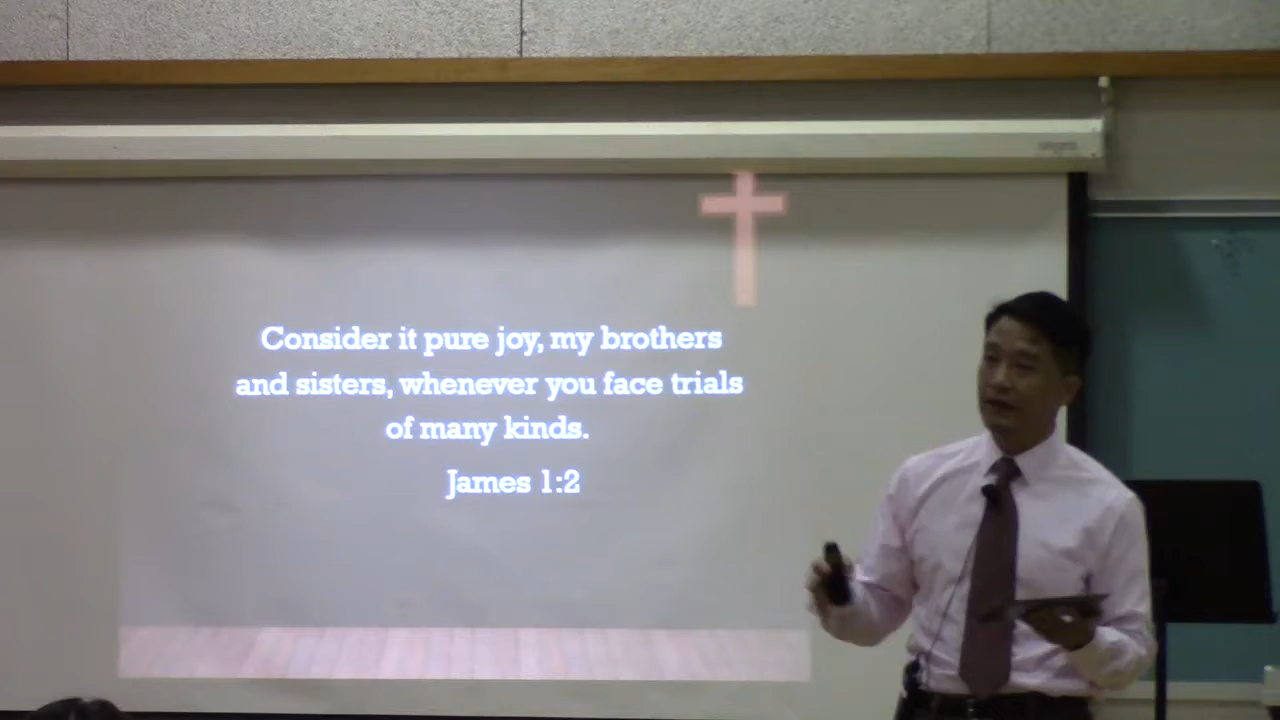 Consider it pure joy, my brothers
and sisters, whenever you face trials
of many kinds.
James 1:2